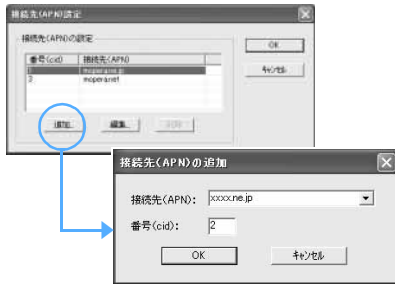 接続先(APN)設定
接続先(APN)の設定
番号(cid) 接続先(APN)
1 mopera.ne.jp
2 mopera.net
OK
キャンセル
追加... 編集... 削除
接続先(APN)の追加
接続先(APN): xxxx.ne.jp
番号(cid): 2
OK キャンセル